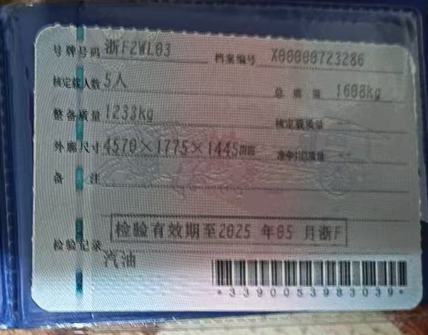 号牌号码 浙F2WL03 档案编号 X00000723286
核定载人数 5人 总质量 1608kg
整备质量 1233kg 核定载质量 --
外廓尺寸 4570×1775×1445mm 准牵引总质量 --
备注
检验记录 检验有效期至2025年05月浙F
汽油
*3390053983039*